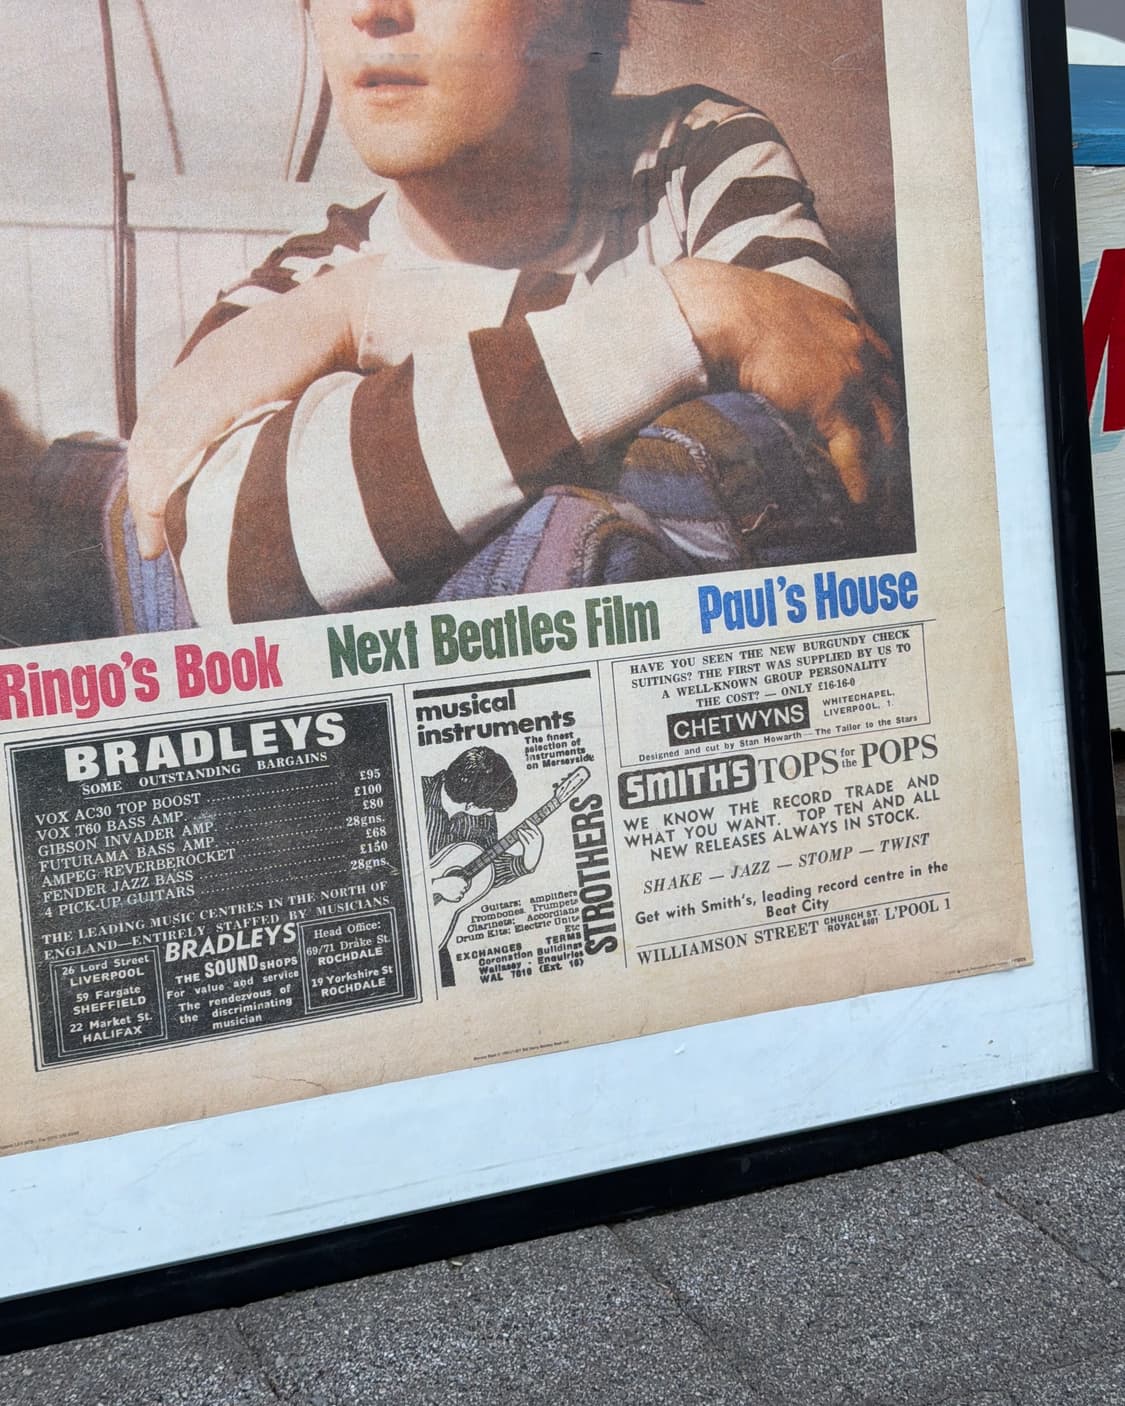 Ringo's Book
Next Beatles Film
Paul's House
BRADLEYS
SOME OUTSTANDING BARGAINS
VOX AC30 TOP BOOST £95
VOX T60 BASS AMP £100
GIBSON INVADER AMP £80
FUTURAMA BASS AMP 28gns.
AMPEG REVERBEROCKET £68
FENDER JAZZ BASS £150
4 PICK-UP GUITARS 28gns.
THE LEADING MUSIC CENTRES IN THE NORTH OF
ENGLAND—ENTIRELY STAFFED BY MUSICIANS
26 Lord Street
LIVERPOOL
59 Fargate
SHEFFIELD
22 Market St.
HALIFAX
BRADLEYS
THE SOUND SHOPS
For value and service
The rendezvous of
the discriminating
musician
Head Office:
69/71 Drake St.
ROCHDALE
19 Yorkshire St
ROCHDALE
musical
instruments
The finest
selection of
instruments
on Merseyside
STROTHERS
Guitars: amplifiers
Trombones, Trumpets
Clarinets: Accordians
Drum Kits: Electric Units
Etc
EXCHANGES TERMS
Coronation Buildings
Wallasey - Enquiries
WAL 7010 (Ext. 16)
HAVE YOU SEEN THE NEW BURGUNDY CHECK
SUITINGS? THE FIRST WAS SUPPLIED BY US TO
A WELL-KNOWN GROUP PERSONALITY
THE COST? — ONLY £16-16-0
CHETWYNS
WHITECHAPEL,
LIVERPOOL, 1.
Designed and cut by Stan Howarth—The Tailor to the Stars
SMITHS TOPS for the POPS
WE KNOW THE RECORD TRADE AND
WHAT YOU WANT. TOP TEN AND ALL
NEW RELEASES ALWAYS IN STOCK.
SHAKE — JAZZ — STOMP — TWIST
Get with Smith's, leading record centre in the
Beat City
WILLIAMSON STREET CHURCH ST. ROYAL 6401 L'POOL 1